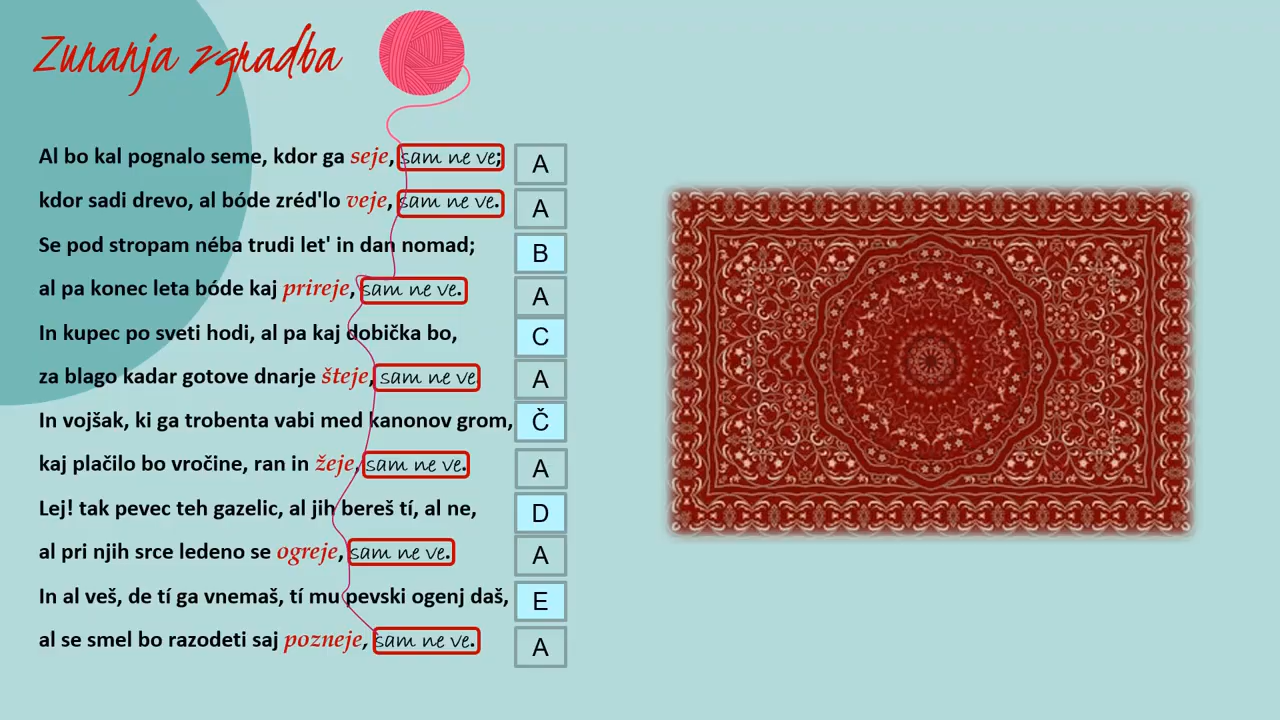 Zunanja zgradba
Al bo kal pognalo seme, kdor ga seje, sam ne ve; A
kdor sadi drevo, al bóde zréd'lo veje, sam ne ve. A
Se pod stropam néba trudi let' in dan nomad; B
al pa konec leta bóde kaj prireje, sam ne ve. A
In kupec po sveti hodi, al pa kaj dobička bo, C
za blago kadar gotove dnarje šteje, sam ne ve. A
In vojšak, ki ga trobenta vabi med kanonov grom, Č
kaj plačilo bo vročine, ran in žeje, sam ne ve. A
Lej! tak pevec teh gazelic, al jih bereš tí, al ne, D
al pri njih srce ledeno se ogreje, sam ne ve. A
In al veš, de tí ga vnemaš, tí mu pevski ogenj daš, E
al se smel bo razodeti saj pozneje, sam ne ve. A